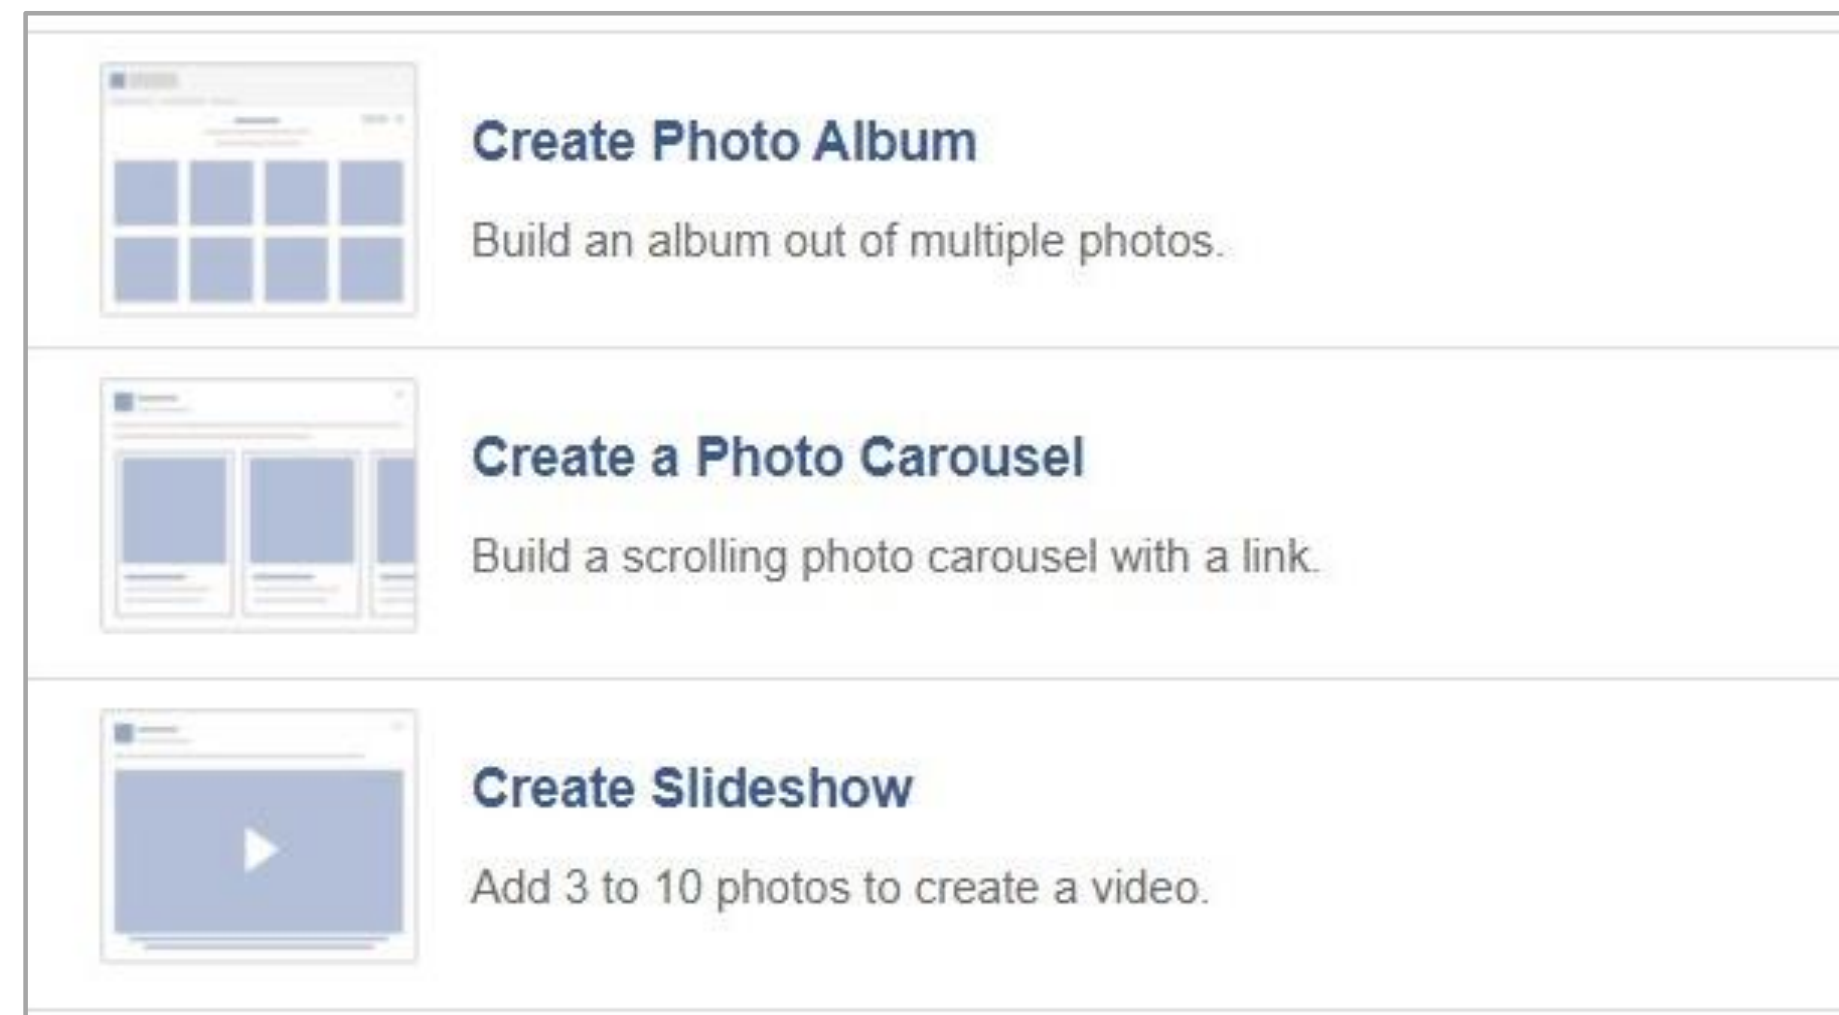 Create Photo Album
Build an album out of multiple photos.
Create a Photo Carousel
Build a scrolling photo carousel with a link.
Create Slideshow
Add 3 to 10 photos to create a video.